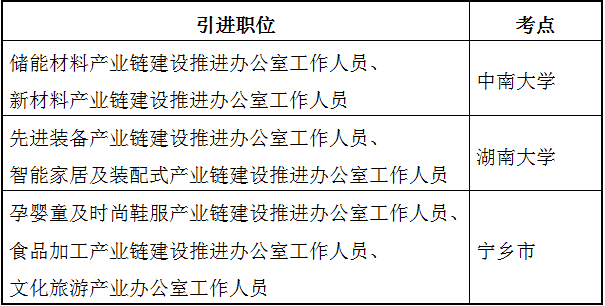 引进职位 考点
储能材料产业链建设推进办公室工作人员、
新材料产业链建设推进办公室工作人员
中南大学
先进装备产业链建设推进办公室工作人员、
智能家居及装配式产业链建设推进办公室工作人员
湖南大学
孕婴童及时尚鞋服产业链建设推进办公室工作人员、
食品加工产业链建设推进办公室工作人员、
文化旅游产业办公室工作人员
宁乡市